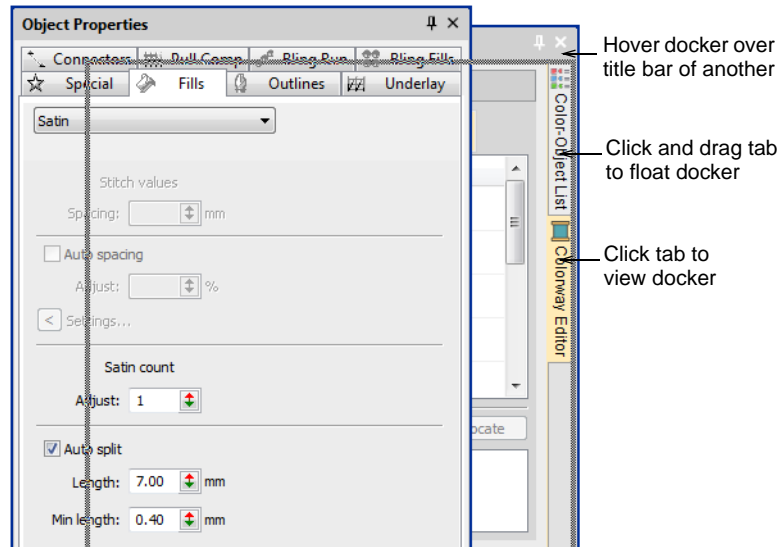 Object Properties
Connectors Pull Comp Bling Run Bling Fills
Special Fills Outlines Underlay
Satin
Stitch values
Spacing: mm
Auto spacing
Adjust: %
< Settings...
Satin count
Adjust: 1
Auto split
Length: 7.00 mm
Min length: 0.40 mm
ocate
Color-Object List
Colorway Editor
Hover docker over
title bar of another
Click and drag tab
to float docker
Click tab to
view docker